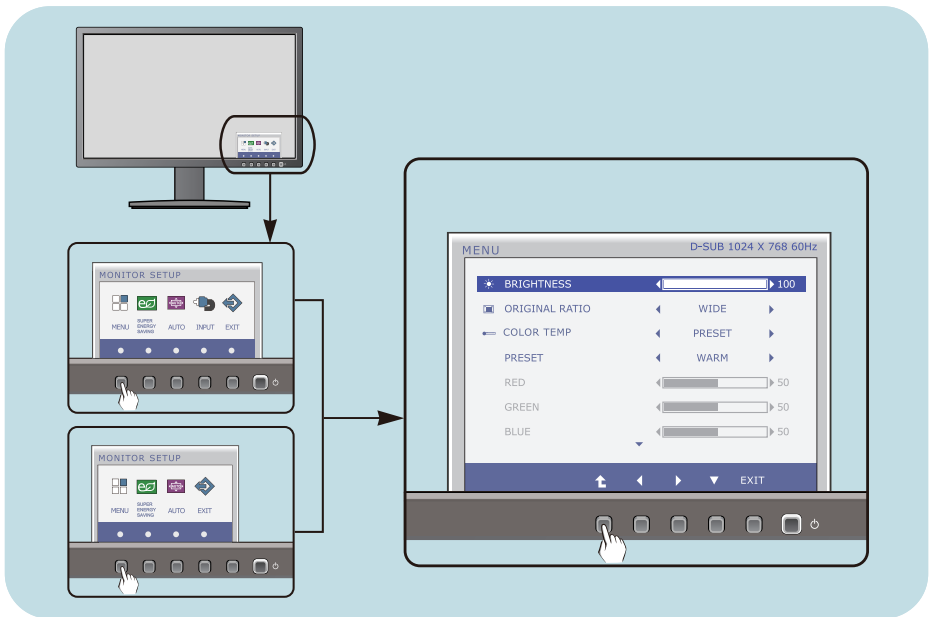 MONITOR SETUP
MENU SUPER ENERGY SAVING AUTO INPUT EXIT
MONITOR SETUP
MENU SUPER ENERGY SAVING AUTO EXIT
MENU D-SUB 1024 X 768 60Hz
BRIGHTNESS 100
ORIGINAL RATIO WIDE
COLOR TEMP PRESET
PRESET WARM
RED 50
GREEN 50
BLUE 50
EXIT